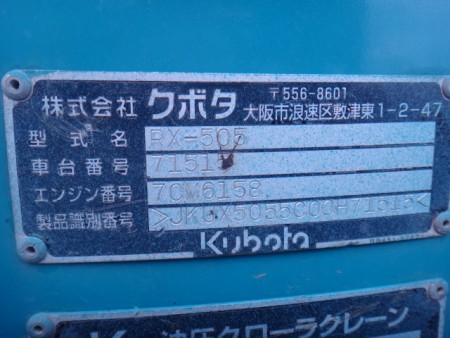 株式会社 クボタ 〒556-8601
大阪市浪速区敷津東1-2-47
型式名 RX-505
車台番号 7151
エンジン番号 7CM6158
製品識別番号
Kubota
油圧クローラクレーン